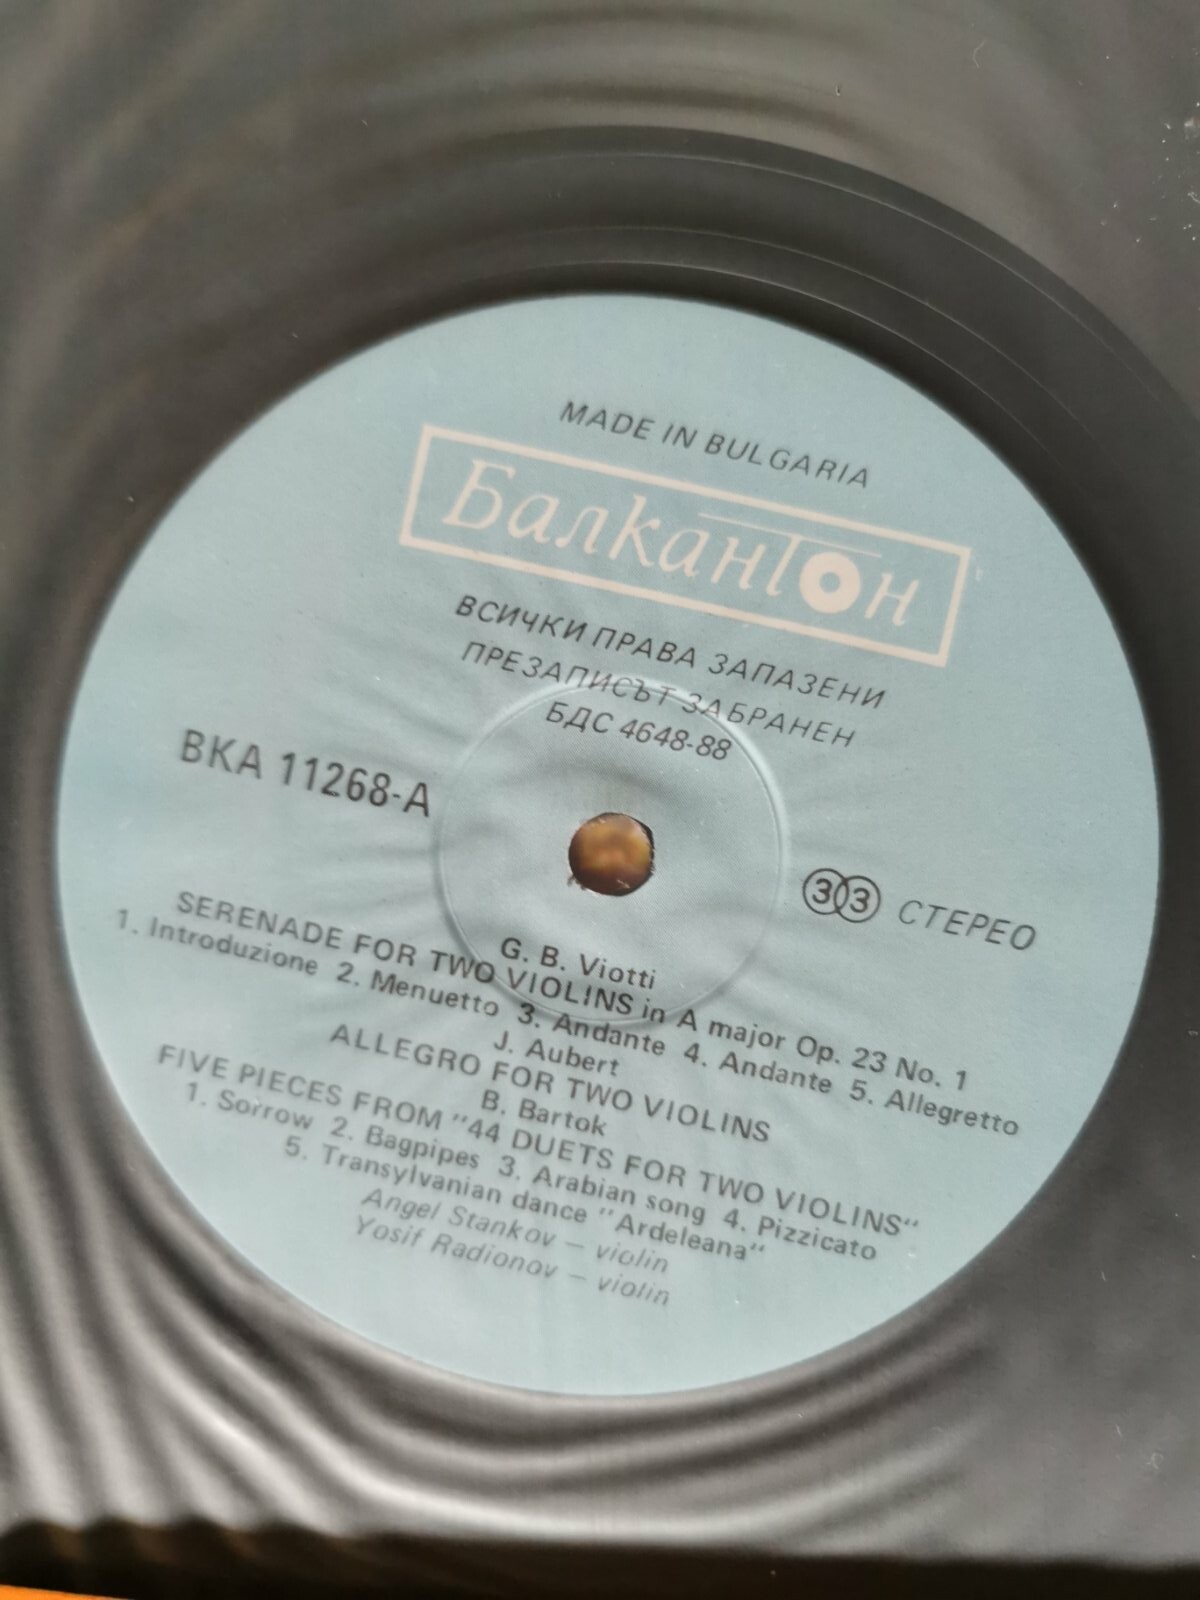 MADE IN BULGARIA
Балкантон
ВСИЧКИ ПРАВА ЗАПАЗЕНИ
ПРЕЗАПИСЪТ ЗАБРАНЕН
БДС 4648-88
ВКА 11268-А
33 СТЕРЕО
G. B. Viotti
SERENADE FOR TWO VIOLINS in A major Op. 23 No. 1
1. Introduzione 2. Menuetto 3. Andante 4. Andante 5. Allegretto
J. Aubert
ALLEGRO FOR TWO VIOLINS
B. Bartok
FIVE PIECES FROM "44 DUETS FOR TWO VIOLINS"
1. Sorrow 2. Bagpipes 3. Arabian song 4. Pizzicato
5. Transylvanian dance "Ardeleana"
Angel Stankov – violin
Yosif Radionov – violin